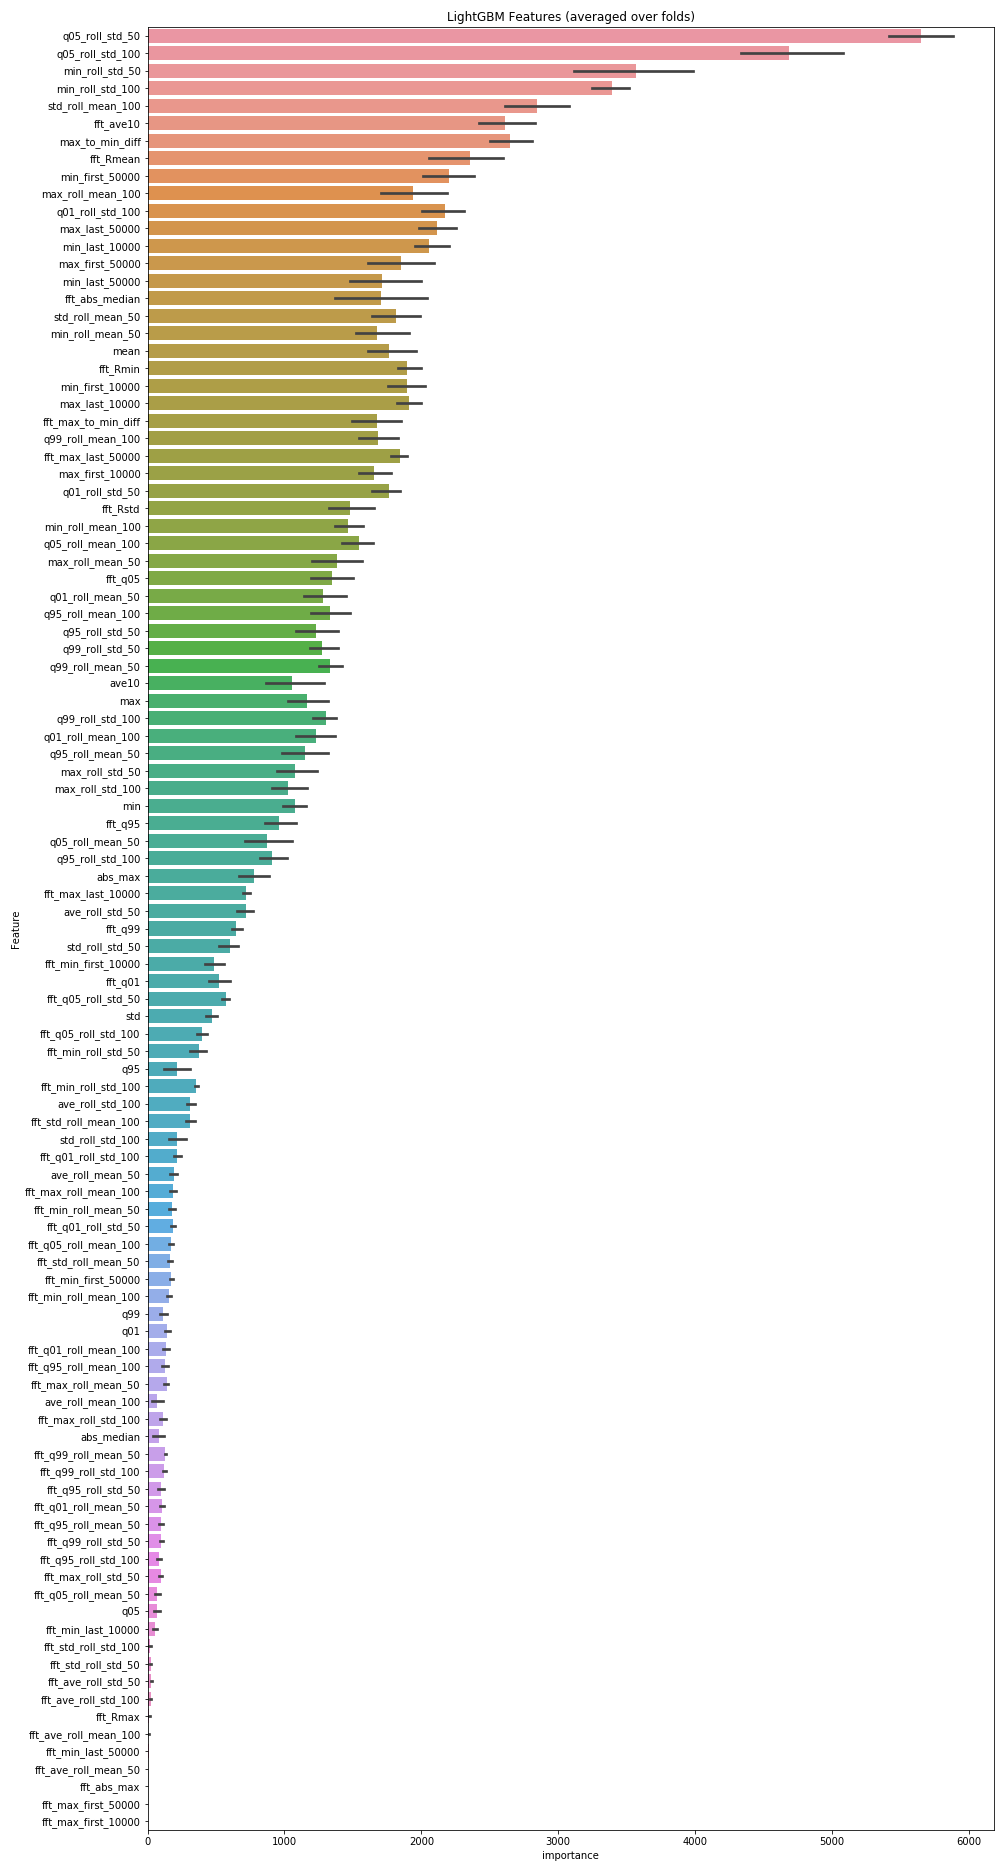 LightGBM Features (averaged over folds)
q05_roll_std_50
q05_roll_std_100
min_roll_std_50
min_roll_std_100
std_roll_mean_100
fft_ave10
max_to_min_diff
fft_Rmean
min_first_50000
max_roll_mean_100
q01_roll_std_100
max_last_50000
min_last_10000
max_first_50000
min_last_50000
fft_abs_median
std_roll_mean_50
min_roll_mean_50
mean
fft_Rmin
min_first_10000
max_last_10000
fft_max_to_min_diff
q99_roll_mean_100
fft_max_last_50000
max_first_10000
q01_roll_std_50
fft_Rstd
min_roll_mean_100
q05_roll_mean_100
max_roll_mean_50
fft_q05
q01_roll_mean_50
q95_roll_mean_100
q95_roll_std_50
q99_roll_std_50
q99_roll_mean_50
ave10
max
q99_roll_std_100
q01_roll_mean_100
q95_roll_mean_50
max_roll_std_50
max_roll_std_100
min
fft_q95
q05_roll_mean_50
q95_roll_std_100
abs_max
fft_max_last_10000
ave_roll_std_50
fft_q99
std_roll_std_50
fft_min_first_10000
fft_q01
fft_q05_roll_std_50
std
fft_q05_roll_std_100
fft_min_roll_std_50
q95
fft_min_roll_std_100
ave_roll_std_100
fft_std_roll_mean_100
std_roll_std_100
fft_q01_roll_std_100
ave_roll_mean_50
fft_max_roll_mean_100
fft_min_roll_mean_50
fft_q01_roll_std_50
fft_q05_roll_mean_100
fft_std_roll_mean_50
fft_min_first_50000
fft_min_roll_mean_100
q99
q01
fft_q01_roll_mean_100
fft_q95_roll_mean_100
fft_max_roll_mean_50
ave_roll_mean_100
fft_max_roll_std_100
abs_median
fft_q99_roll_mean_50
fft_q99_roll_std_100
fft_q95_roll_std_50
fft_q01_roll_mean_50
fft_q95_roll_mean_50
fft_q99_roll_std_50
fft_q95_roll_std_100
fft_max_roll_std_50
fft_q05_roll_mean_50
q05
fft_min_last_10000
fft_std_roll_std_100
fft_std_roll_std_50
fft_ave_roll_std_50
fft_ave_roll_std_100
fft_Rmax
fft_ave_roll_mean_100
fft_min_last_50000
fft_ave_roll_mean_50
fft_abs_max
fft_max_first_50000
fft_max_first_10000
Feature
0 1000 2000 3000 4000 5000 6000
importance